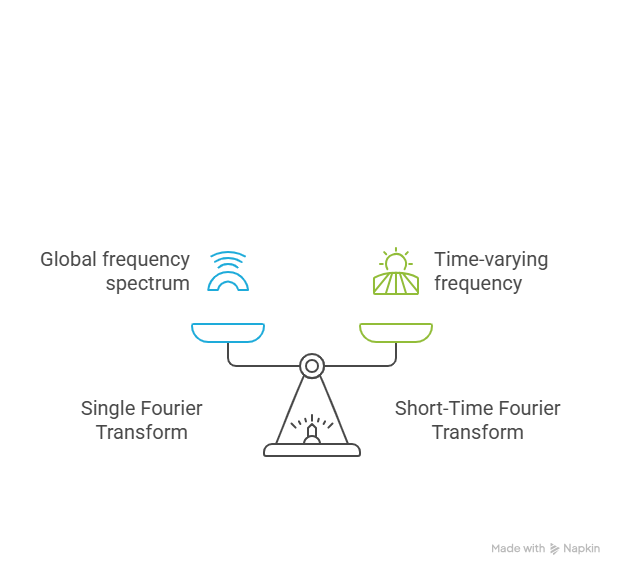 Global frequency
spectrum
Time-varying
frequency
Single Fourier
Transform
Short-Time Fourier
Transform
Made with Napkin